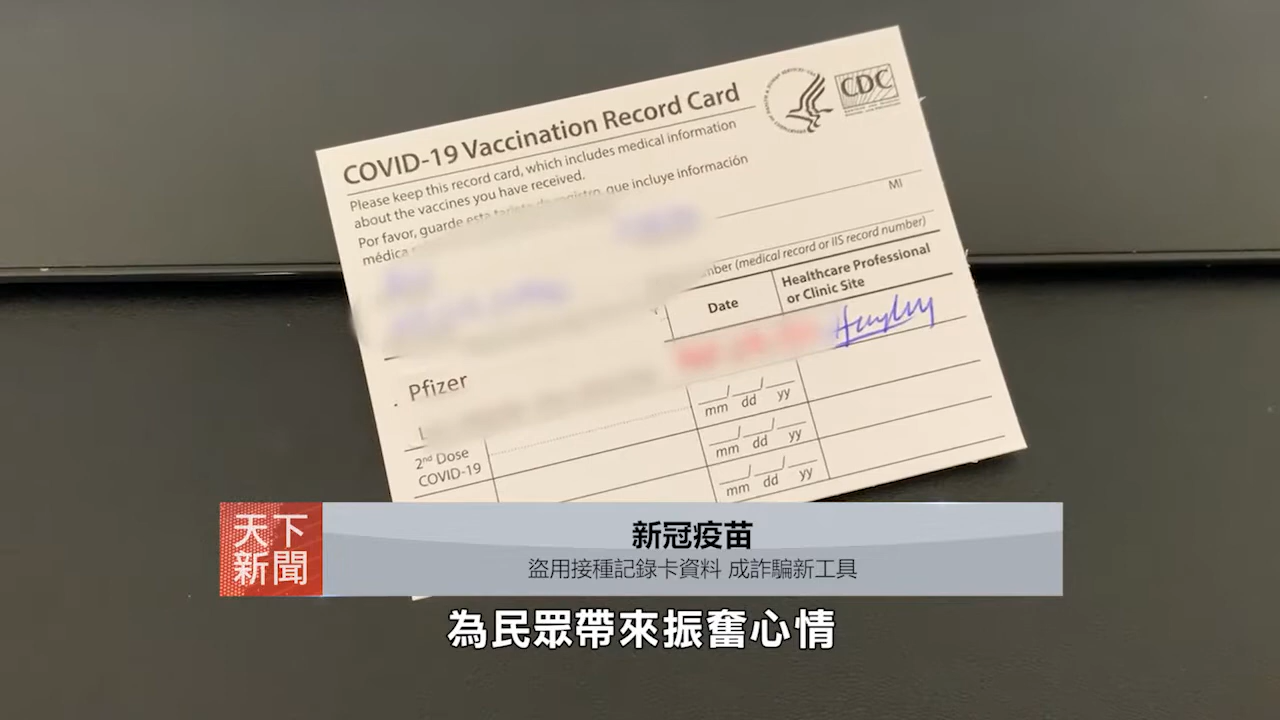 COVID-19 Vaccination Record Card
CDC
Please keep this record card, which includes medical information
about the vaccines you have received.
Por favor, guarde esta tarjeta de registro, que incluye información
médica
MI
(medical record or IIS record number)
Date
Healthcare Professional
or Clinic Site
Pfizer
mm dd yy
2nd Dose
COVID-19
mm dd yy
mm dd yy
天下
新聞
新冠疫苗
盜用接種記錄卡資料 成詐騙新工具
為民眾帶來振奮心情